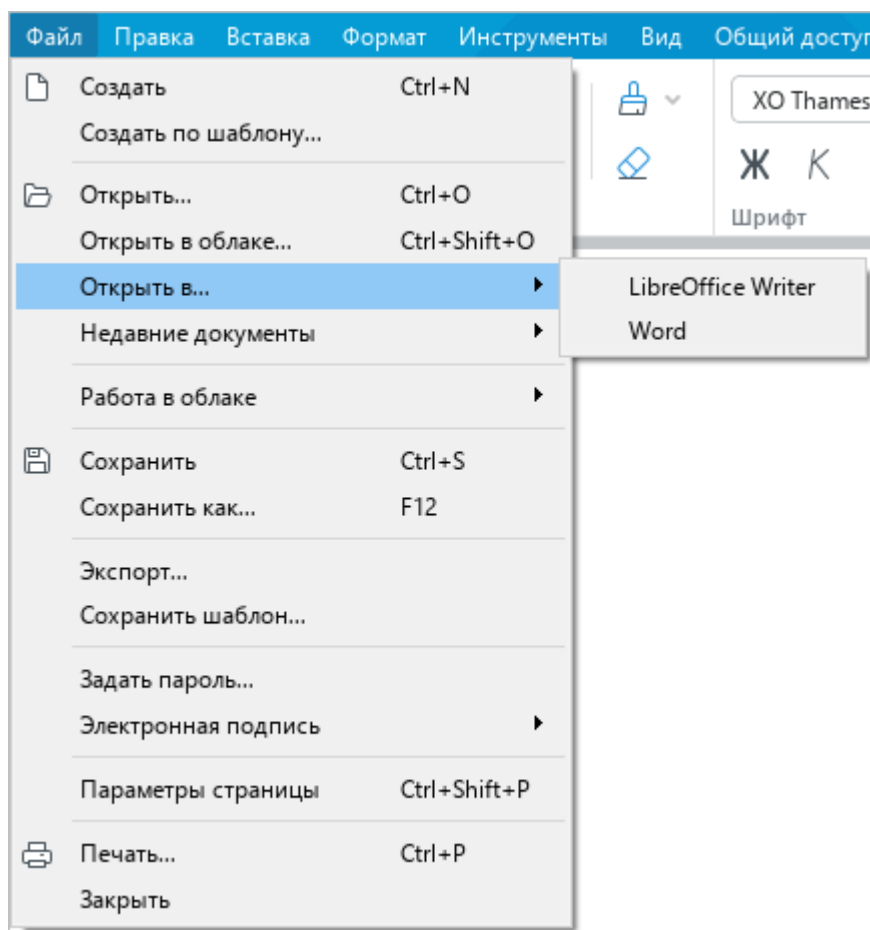 Файл Правка Вставка Формат Инструменты Вид Общий доступ
Создать Ctrl+N
Создать по шаблону...
Открыть... Ctrl+O
Открыть в облаке... Ctrl+Shift+O
Открыть в...
LibreOffice Writer
Недавние документы
Word
Работа в облаке
Сохранить Ctrl+S
Сохранить как... F12
Экспорт...
Сохранить шаблон...
Задать пароль...
Электронная подпись
Параметры страницы Ctrl+Shift+P
Печать... Ctrl+P
Закрыть
XO Thames
Ж К
Шрифт